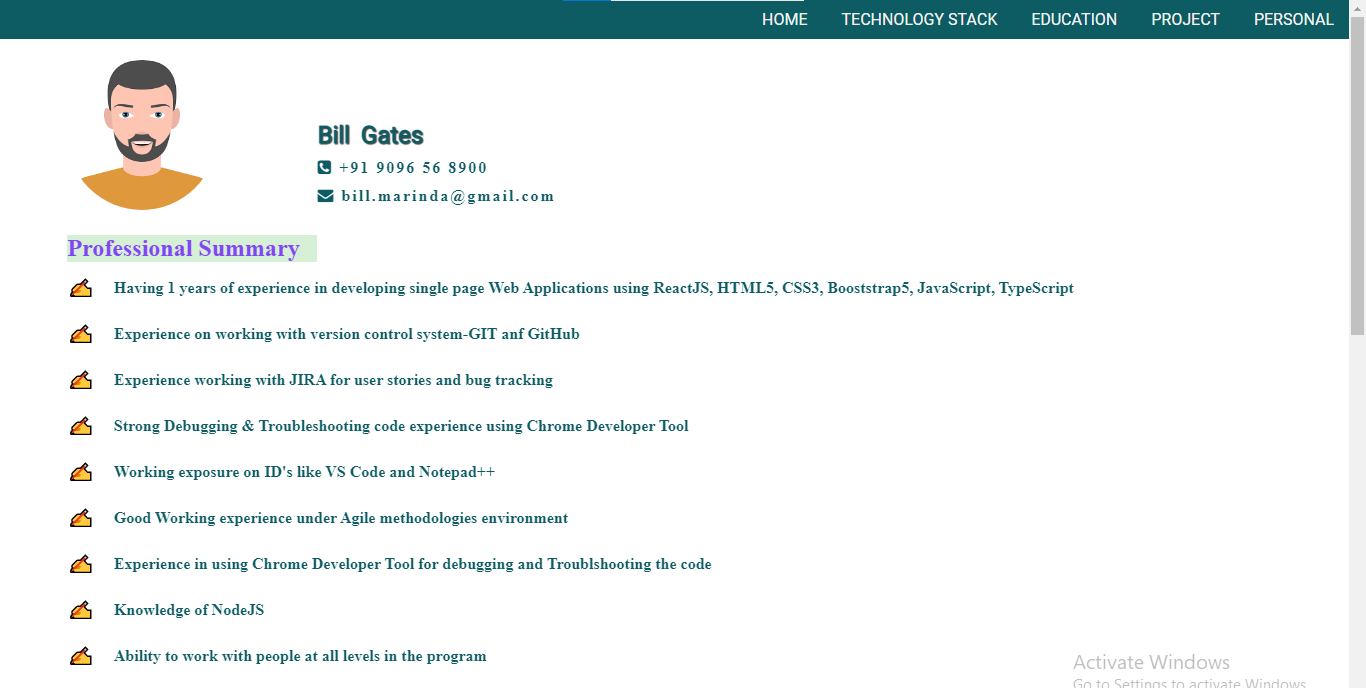 HOME TECHNOLOGY STACK EDUCATION PROJECT PERSONAL
Bill Gates
+91 9096 56 8900
bill.marinda@gmail.com
Professional Summary
Having 1 years of experience in developing single page Web Applications using ReactJS, HTML5, CSS3, Booststrap5, JavaScript, TypeScript
Experience on working with version control system-GIT anf GitHub
Experience working with JIRA for user stories and bug tracking
Strong Debugging & Troubleshooting code experience using Chrome Developer Tool
Working exposure on ID's like VS Code and Notepad++
Good Working experience under Agile methodologies environment
Experience in using Chrome Developer Tool for debugging and Troublshooting the code
Knowledge of NodeJS
Ability to work with people at all levels in the program
Activate Windows
Go to Settings to activate Windows.